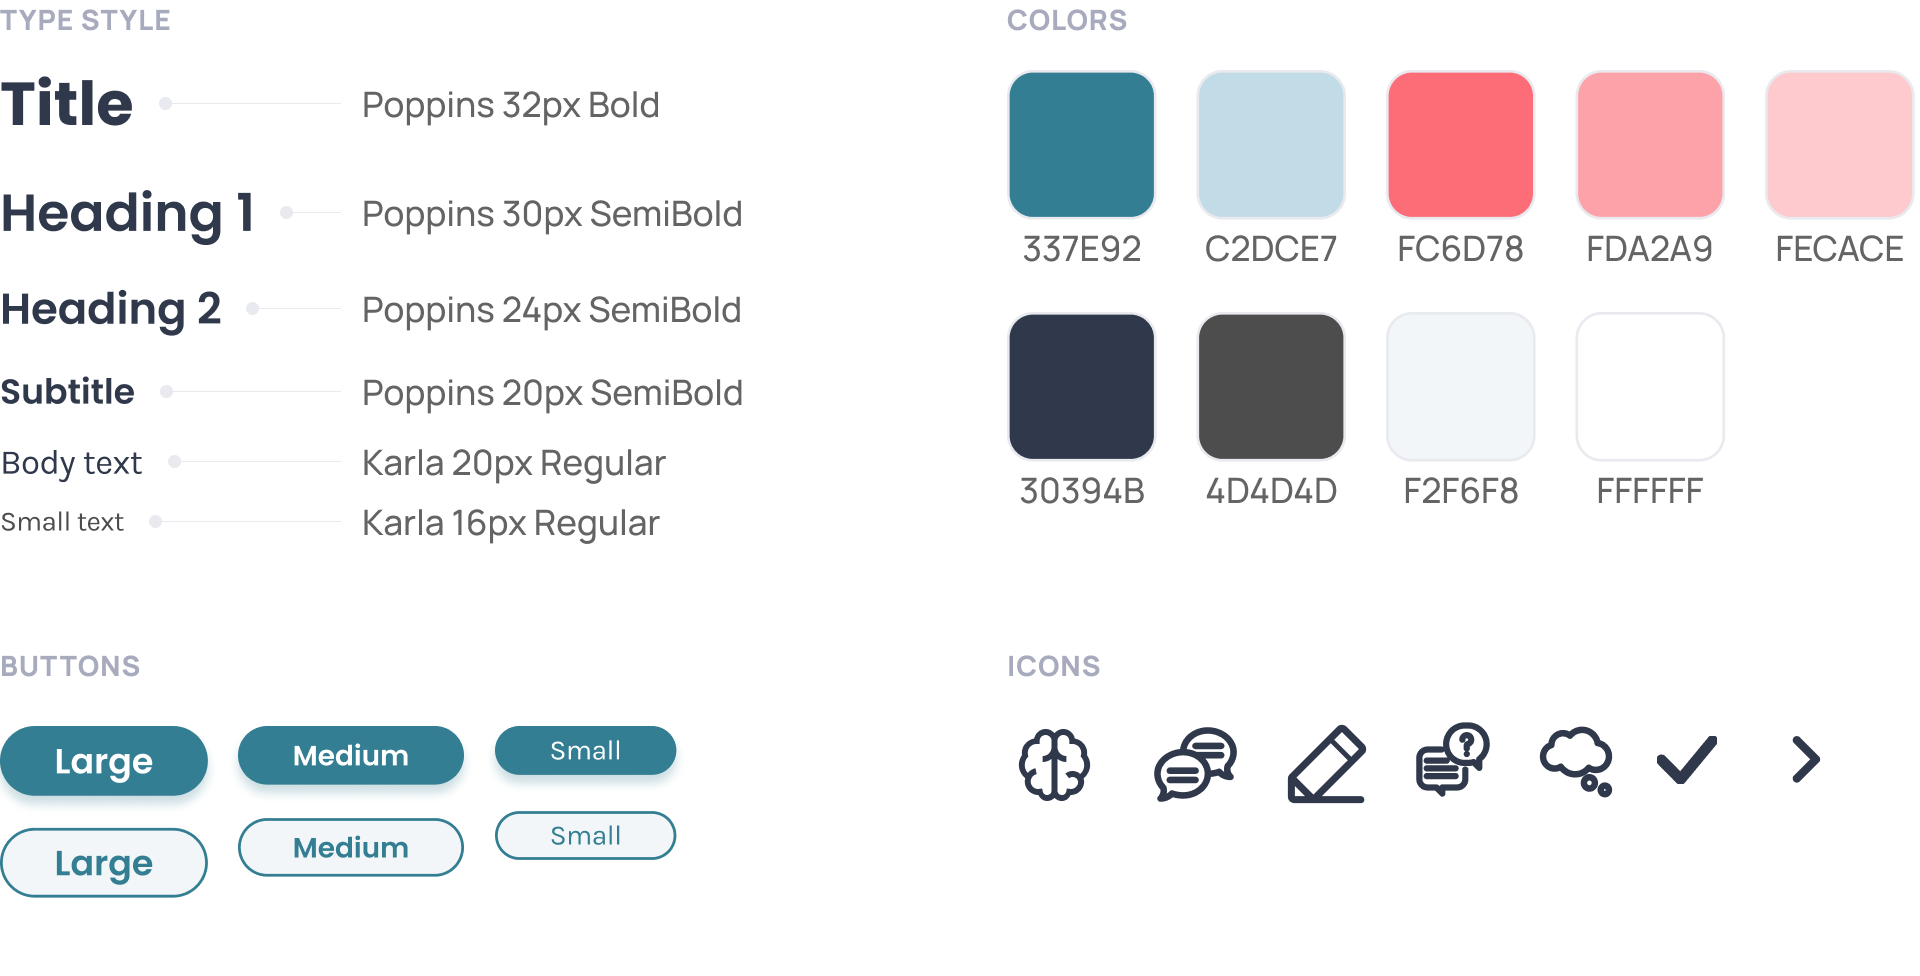 TYPE STYLE
Title
Poppins 32px Bold
Heading 1
Poppins 30px SemiBold
Heading 2
Poppins 24px SemiBold
Subtitle
Poppins 20px SemiBold
Body text
Karla 20px Regular
Small text
Karla 16px Regular
COLORS
337E92
C2DCE7
FC6D78
FDA2A9
FECACE
30394B
4D4D4D
F2F6F8
FFFFFF
BUTTONS
Large
Medium
Small
Large
Medium
Small
ICONS
?